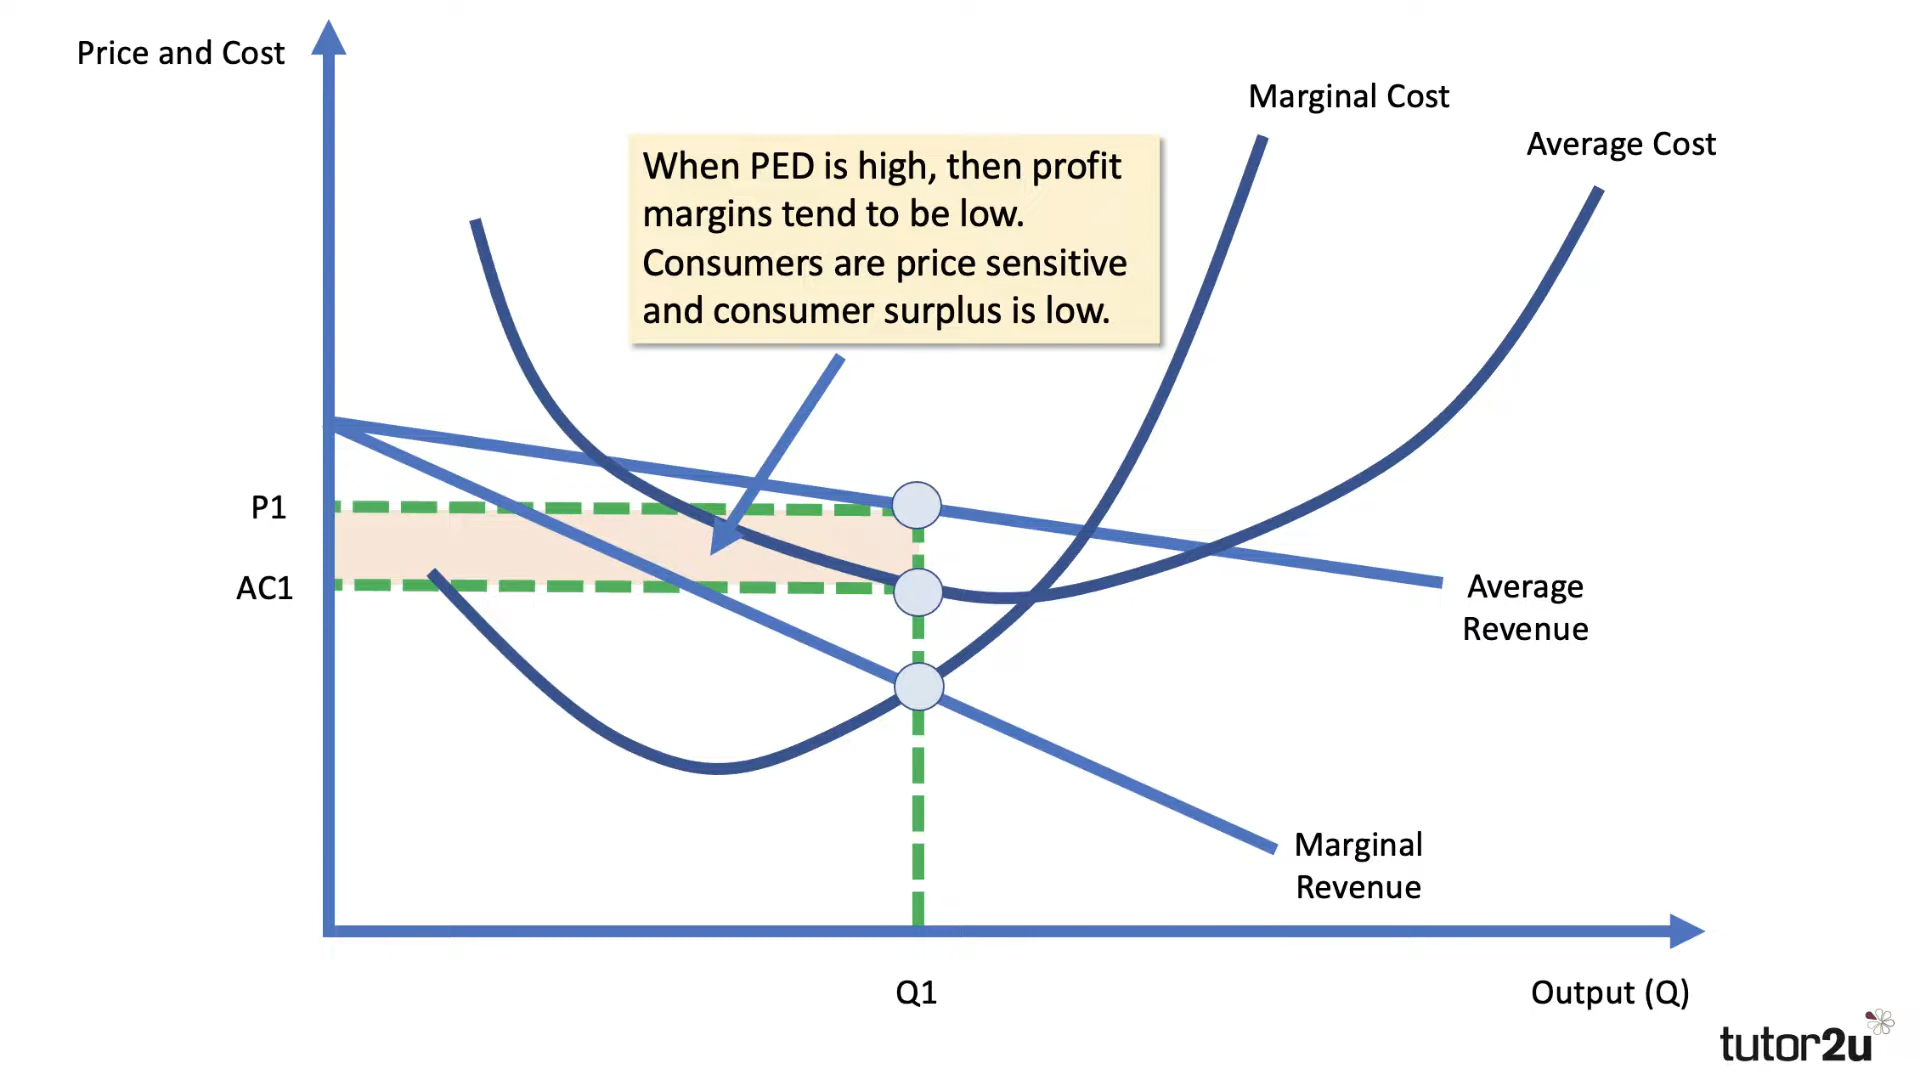 Price and Cost
Marginal Cost
Average Cost
When PED is high, then profit
margins tend to be low.
Consumers are price sensitive
and consumer surplus is low.
P1
AC1
Average
Revenue
Marginal
Revenue
Q1
Output (Q)
tutor2u